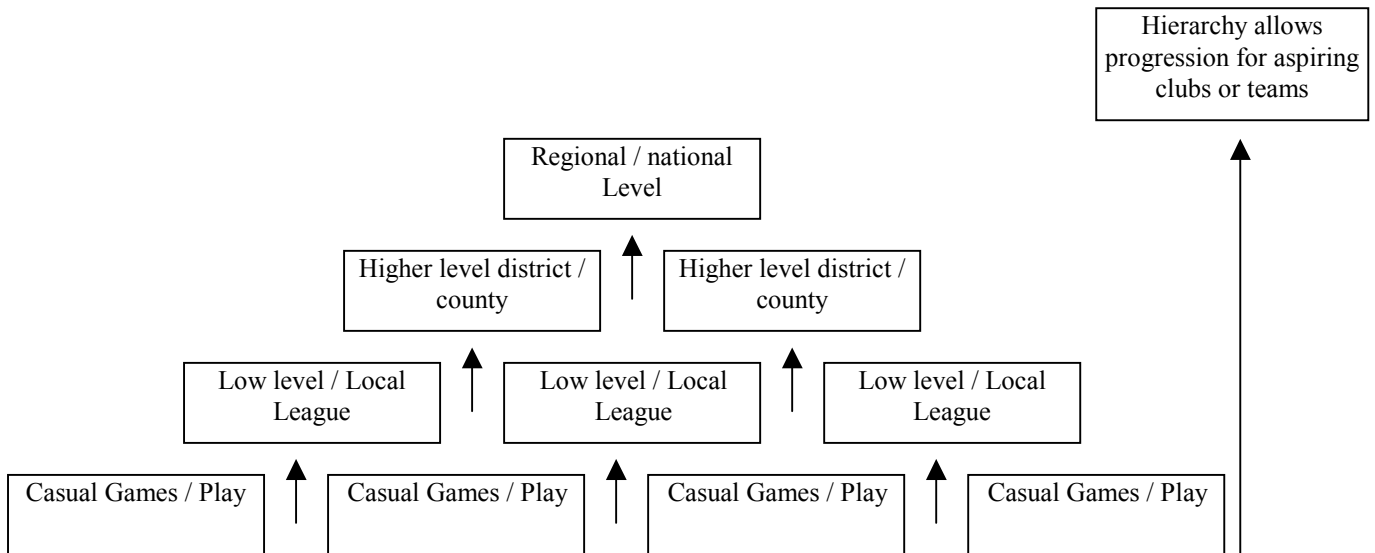 Hierarchy allows
progression for aspiring
clubs or teams
Regional / national
Level
Higher level district /
county
Higher level district /
county
Low level / Local
League
Low level / Local
League
Low level / Local
League
Casual Games / Play
Casual Games / Play
Casual Games / Play
Casual Games / Play